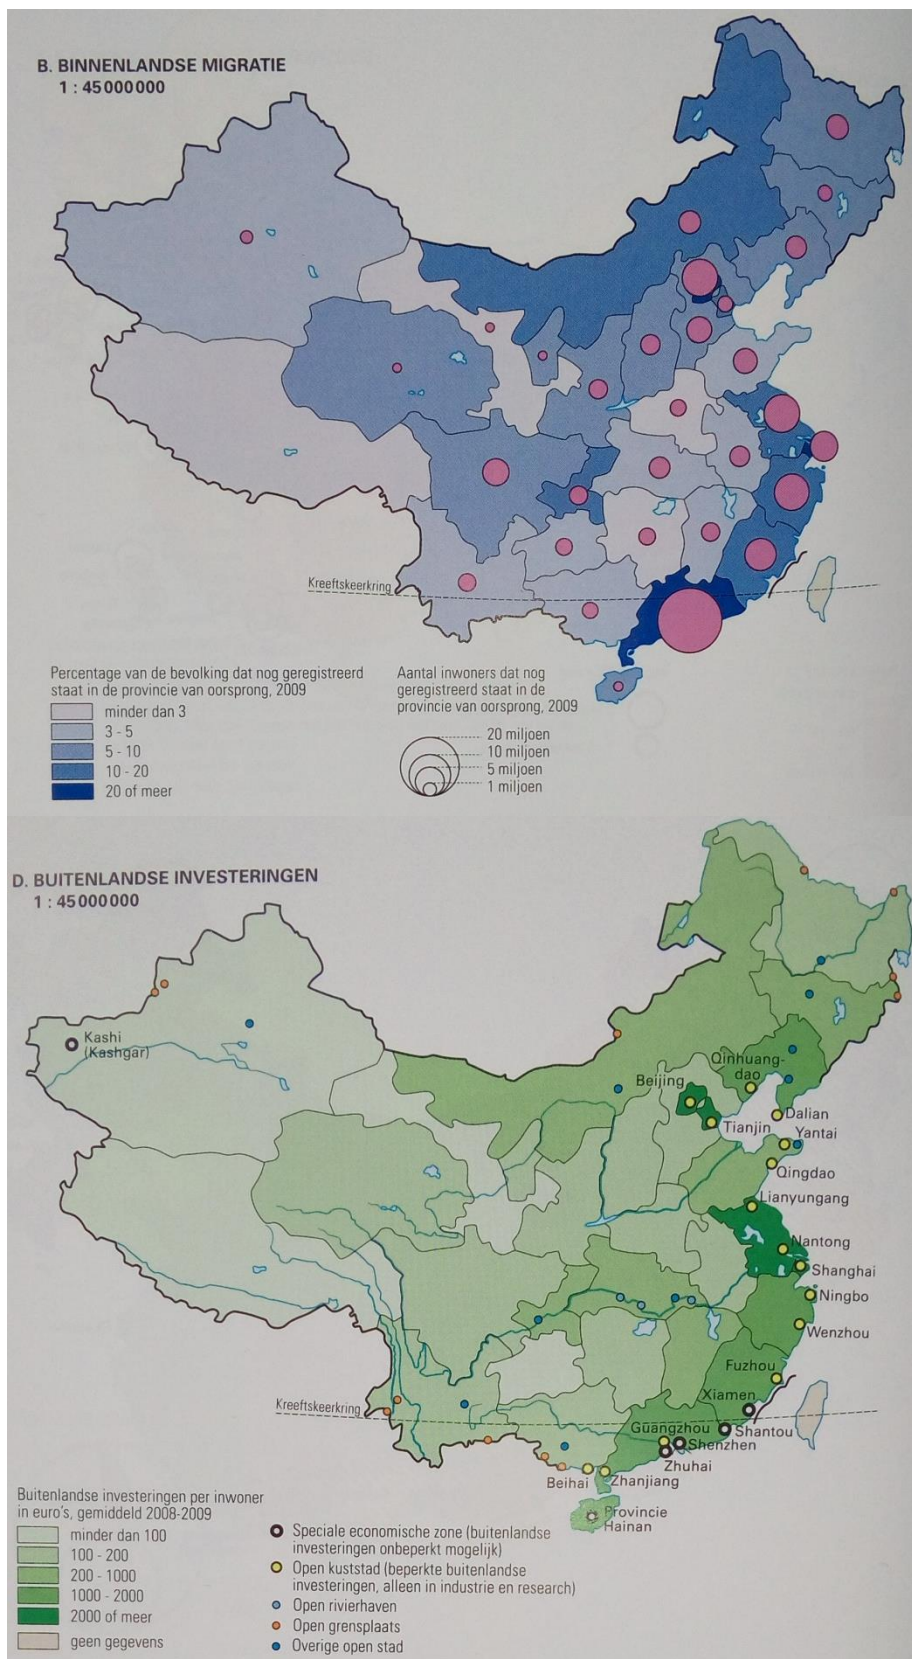 B. BINNENLANDSE MIGRATIE
1 : 45 000 000
Kreeftskeerkring
Percentage van de bevolking dat nog geregistreerd
staat in de provincie van oorsprong, 2009
minder dan 3
3 - 5
5 - 10
10 - 20
20 of meer
Aantal inwoners dat nog
geregistreerd staat in de
provincie van oorsprong, 2009
20 miljoen
10 miljoen
5 miljoen
1 miljoen
D. BUITENLANDSE INVESTERINGEN
1 : 45 000 000
Kashi
(Kashgar)
Qinhuang-
dao
Beijing
Tianjin
Dalian
Yantai
Qingdao
Lianyungang
Nantong
Shanghai
Ningbo
Wenzhou
Fuzhou
Xiamen
Kreeftskeerkring
Guangzhou
Shantou
Shenzhen
Zhuhai
Beihai
Zhanjiang
Provincie
Hainan
Buitenlandse investeringen per inwoner
in euro's, gemiddeld 2008-2009
minder dan 100
100 - 200
200 - 1000
1000 - 2000
2000 of meer
geen gegevens
Speciale economische zone (buitenlandse
investeringen onbeperkt mogelijk)
Open kuststad (beperkte buitenlandse
investeringen, alleen in industrie en research)
Open rivierhaven
Open grensplaats
Overige open stad